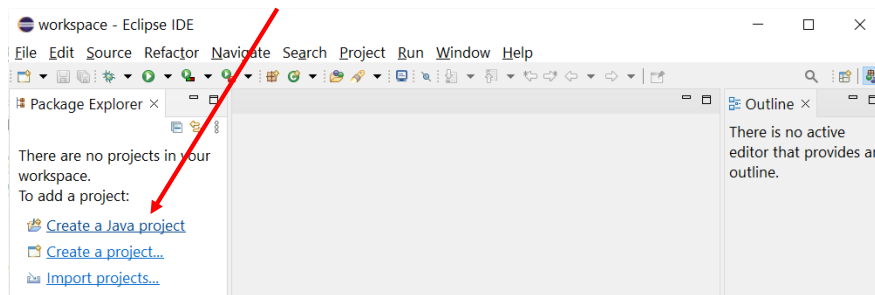 workspace - Eclipse IDE
File Edit Source Refactor Navigate Search Project Run Window Help
Package Explorer
Outline
There are no projects in your
workspace.
To add a project:
Create a Java project
Create a project...
Import projects...
There is no active
editor that provides an
outline.